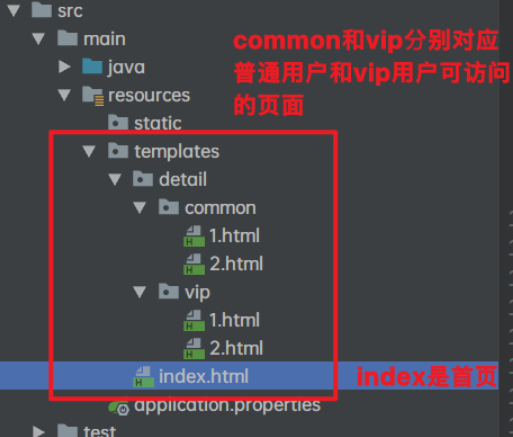 src
main
common和vip分别对应
java
普通用户和vip用户可访问
resources
的页面
static
templates
detail
common
1.html
2.html
vip
1.html
2.html
index.html
index是首页
application.properties
test